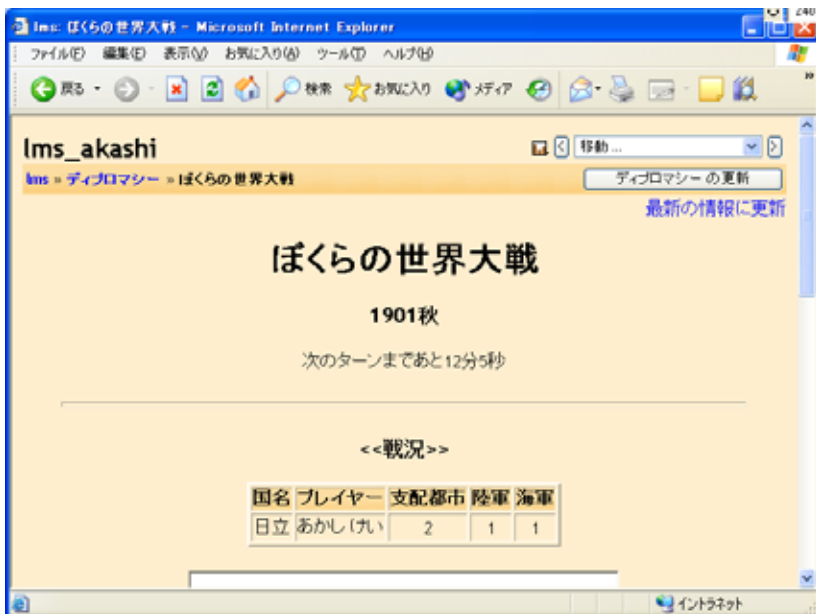 lms: ぼくらの世界大戦 - Microsoft Internet Explorer
240
ファイル(F) 編集(E) 表示(V) お気に入り(A) ツール(T) ヘルプ(H)
戻る 検索 お気に入り メディア »
lms_akashi
移動...
lms » ディプロマシー » ぼくらの世界大戦
ディプロマシー の更新
最新の情報に更新
ぼくらの世界大戦
1901秋
次のターンまであと12分5秒
<<戦況>>
国名 プレイヤー 支配都市 陸軍 海軍
日立 あかし けい 2 1 1
イントラネット